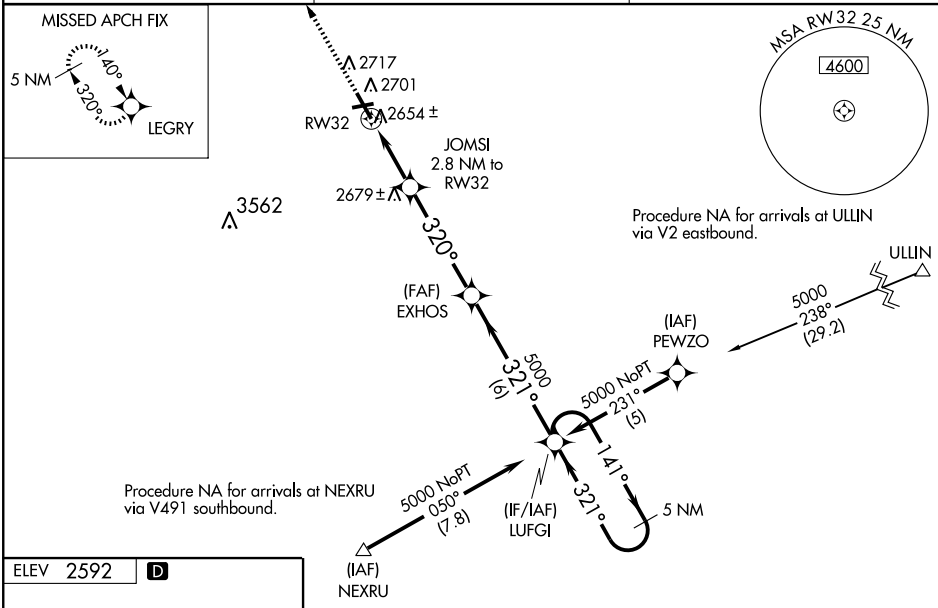 MISSED APCH FIX
5 NM
140°
320°
LEGRY
2717
2701
2654 ±
RW32
JOMSI
2.8 NM to
RW32
2679 ±
3562
320°
MSA RW32 25 NM
4600
Procedure NA for arrivals at ULLIN
via V2 eastbound.
ULLIN
5000
238°
(29.2)
(FAF)
EXHOS
(IAF)
PEWZO
5000
321°
(6)
5000 NoPT
231°
(5)
141°
321°
5 NM
(IF/IAF)
LUFGI
Procedure NA for arrivals at NEXRU
via V491 southbound.
5000 NoPT
050°
(7.8)
(IAF)
NEXRU
ELEV 2592 D